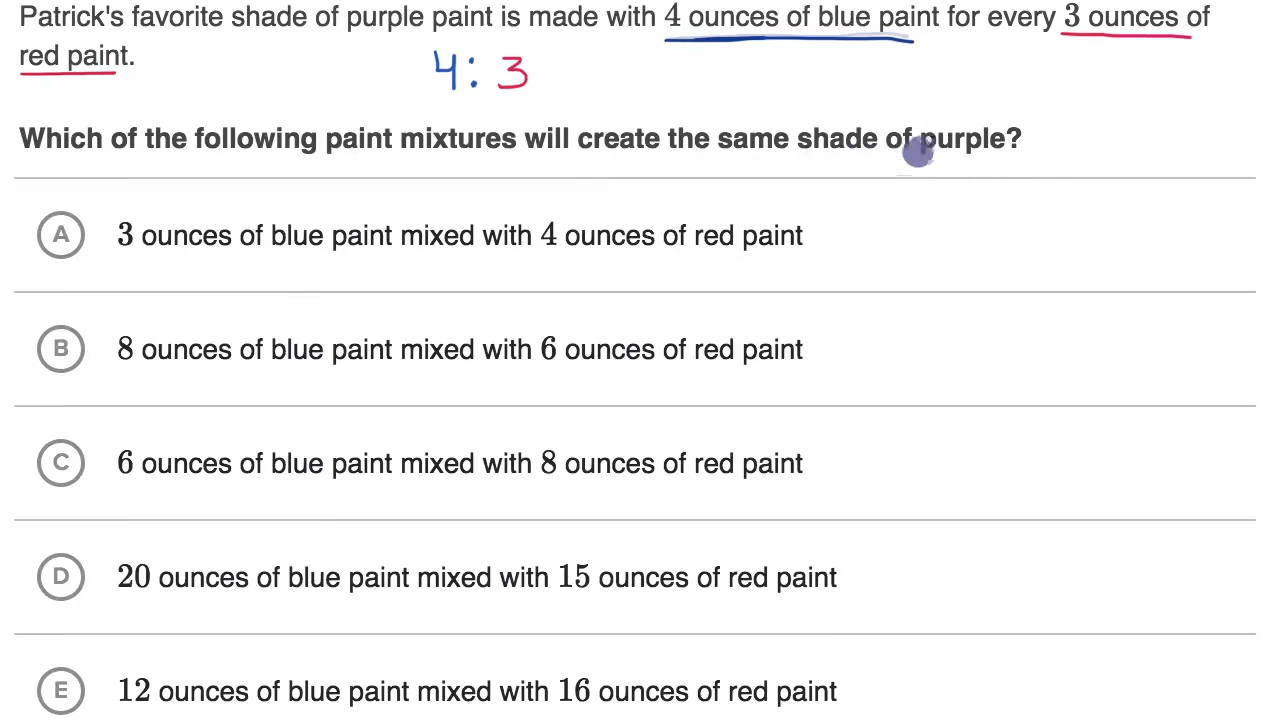 Patrick's favorite shade of purple paint is made with 4 ounces of blue paint for every 3 ounces of
red paint.
4: 3
Which of the following paint mixtures will create the same shade of purple?
A 3 ounces of blue paint mixed with 4 ounces of red paint
B 8 ounces of blue paint mixed with 6 ounces of red paint
C 6 ounces of blue paint mixed with 8 ounces of red paint
D 20 ounces of blue paint mixed with 15 ounces of red paint
E 12 ounces of blue paint mixed with 16 ounces of red paint